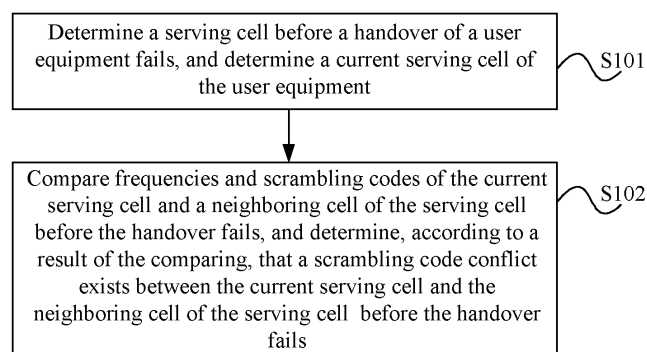 Determine a serving cell before a handover of a user
equipment fails, and determine a current serving cell of
the user equipment
S101
Compare frequencies and scrambling codes of the current
serving cell and a neighboring cell of the serving cell
before the handover fails, and determine, according to a
result of the comparing, that a scrambling code conflict
exists between the current serving cell and the
neighboring cell of the serving cell before the handover
fails
S102